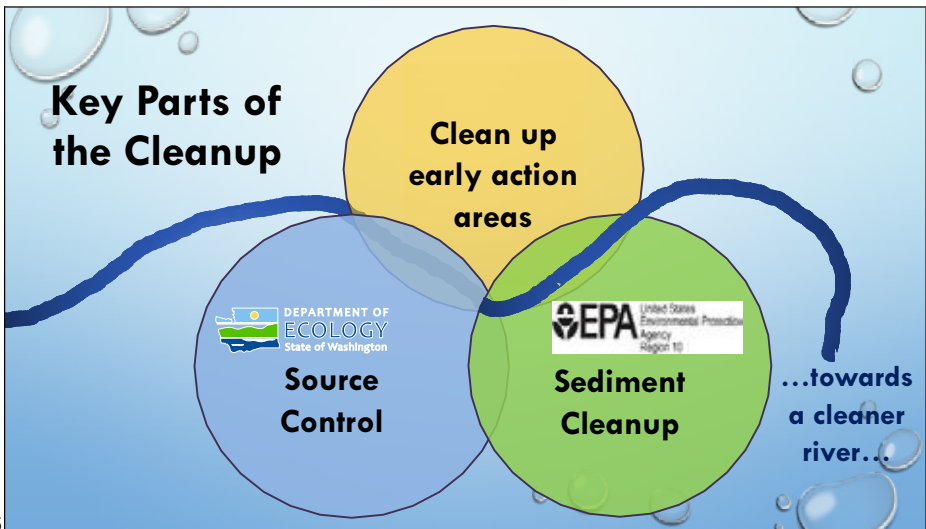 Key Parts of
the Cleanup
Clean up
early action
areas
DEPARTMENT OF
ECOLOGY
State of Washington
Source
Control
EPA
United States
Environmental Protection
Agency
Region 10
Sediment
Cleanup
...towards
a cleaner
river...